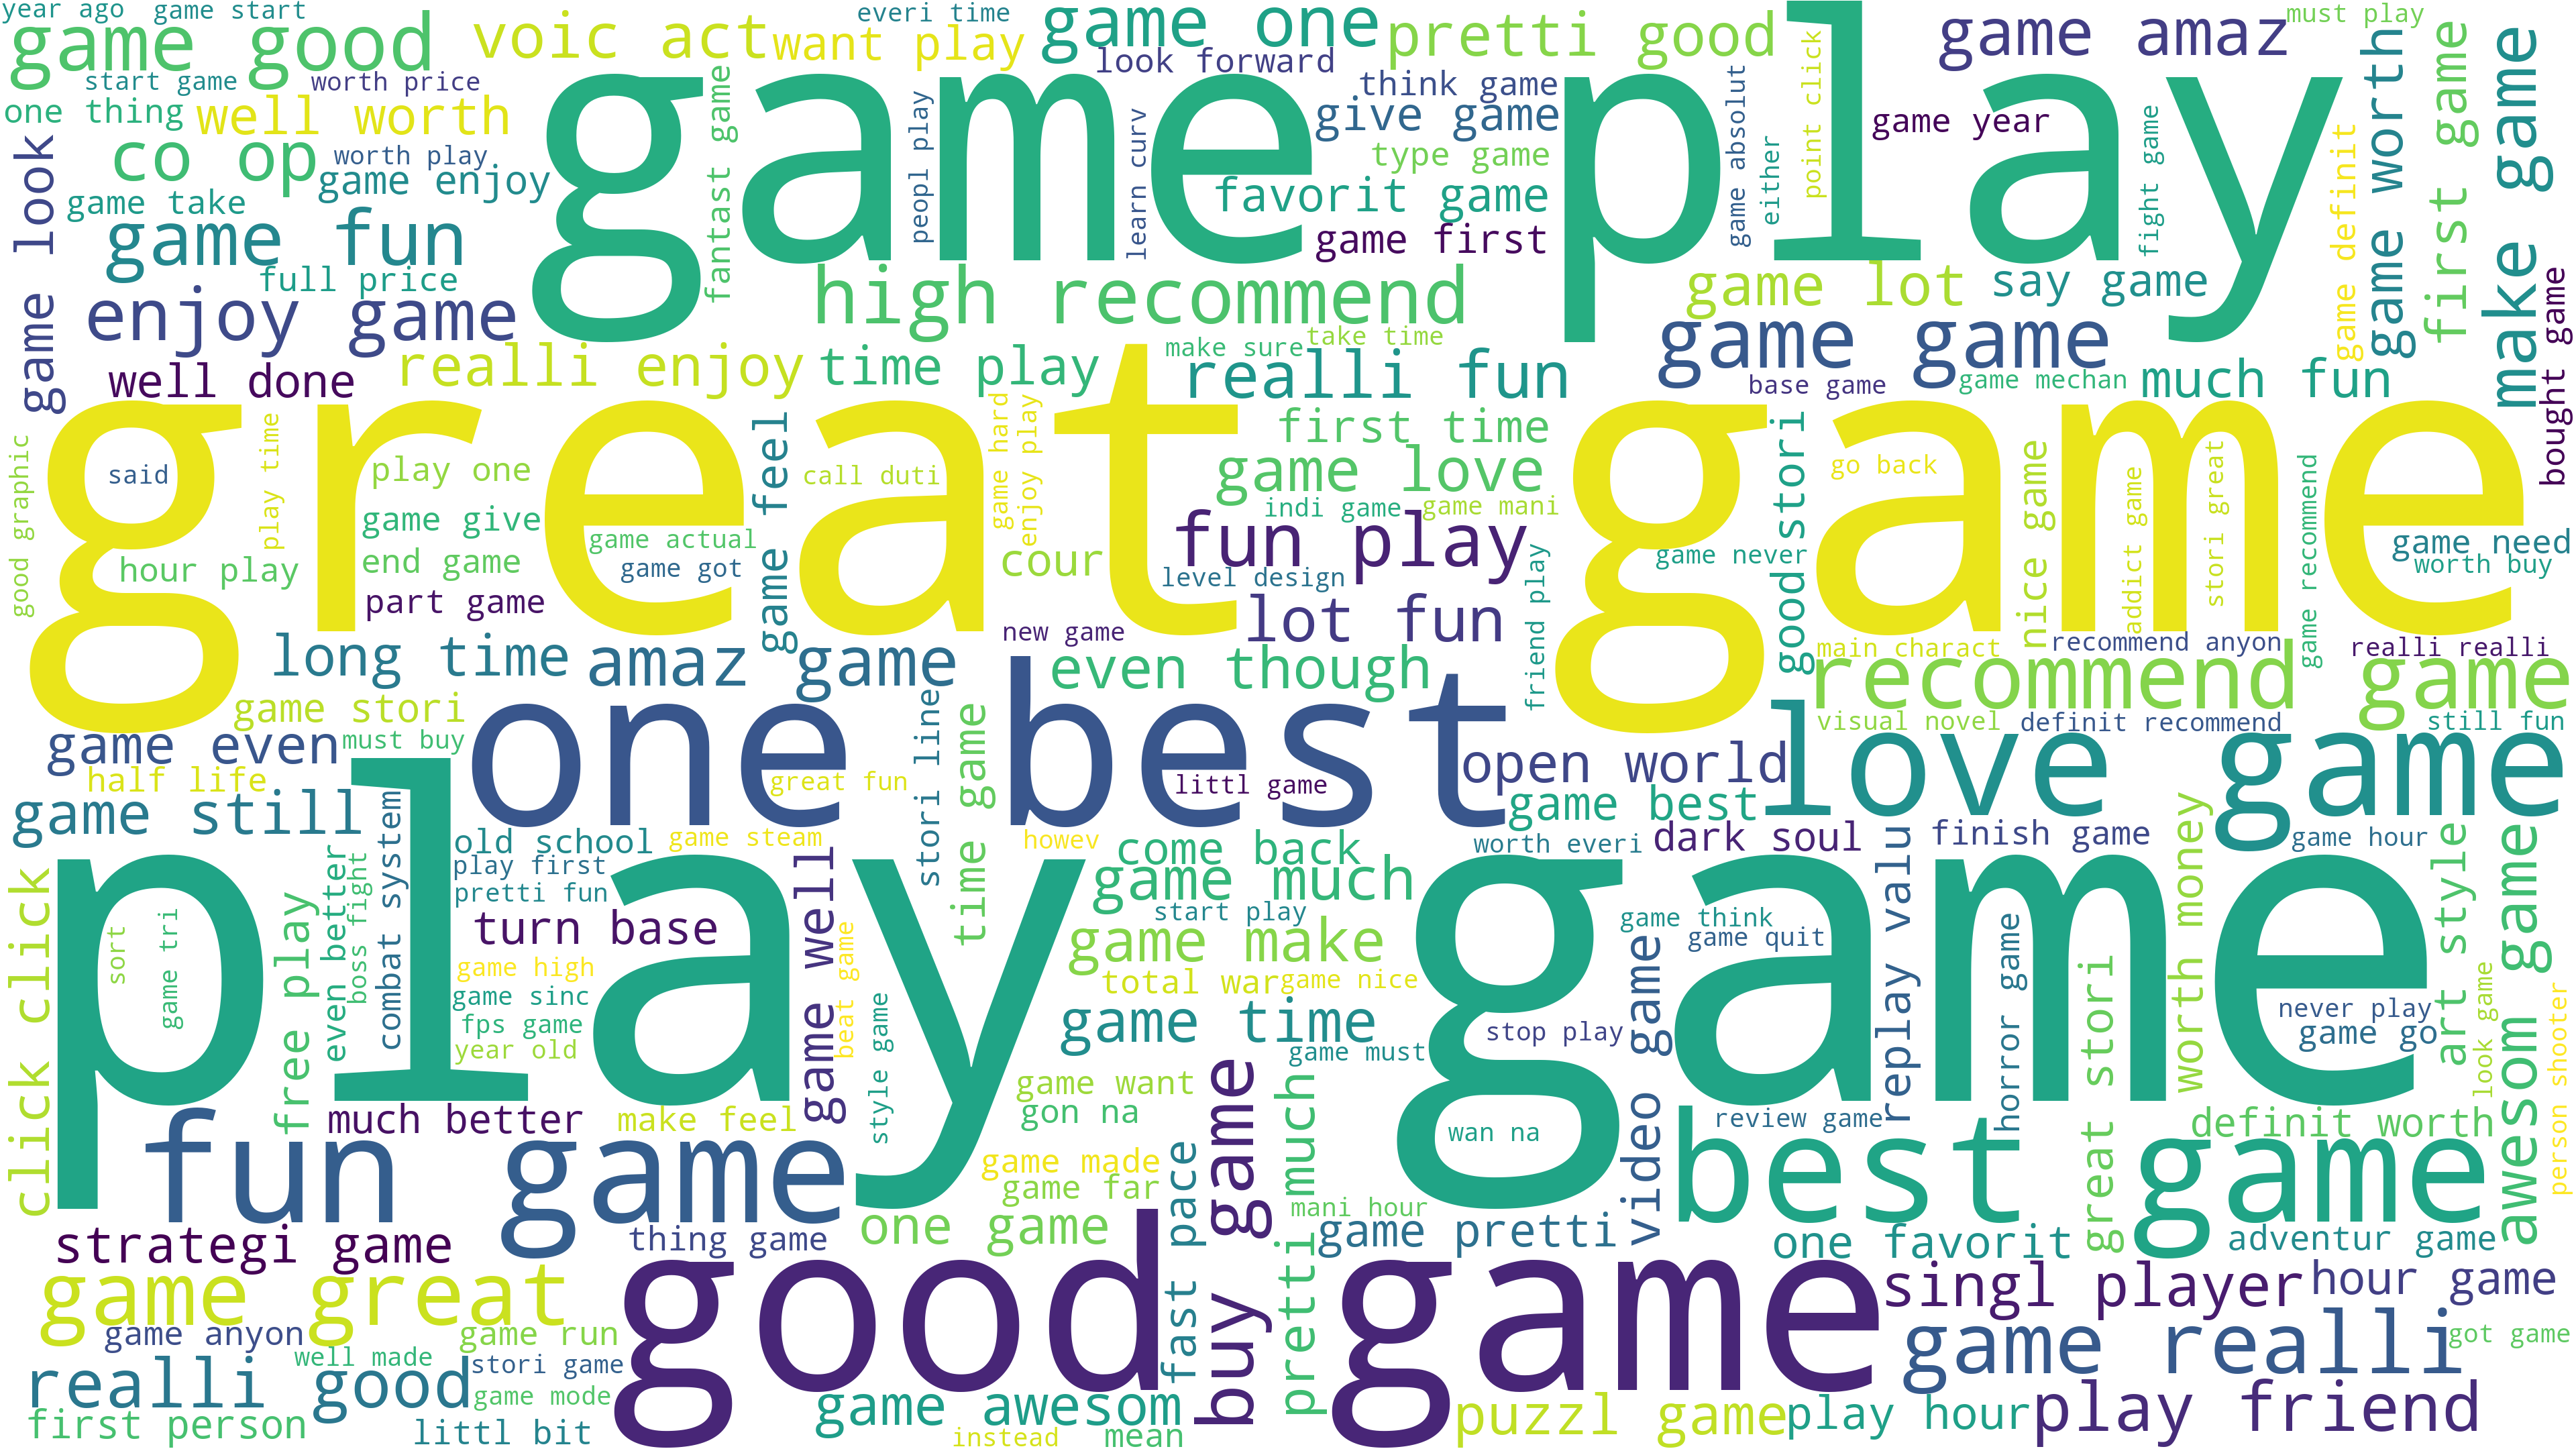 year ago
game start
everi time
game one
must play
game good
voic act
want play
pretti good
game amaz
look forward
game play
start game
worth price
think game
one thing
well worth
give game
game year
co op
worth play
game enjoy
type game
favorit game
game take
game fun
game first
full price
fantast game
peopl play
learn curv
game absolut
either
point click
fight game
game definit
game worth
first game
make game
bought game
game look
enjoy game
high recommend
game lot
say game
game game
make sure
take time
well done
realli enjoy
time play
realli fun
base game
game mechan
much fun
great game
first time
game love
good graphic
said
play time
play one
call duti
game hard
enjoy play
go back
indi game
game mani
game give
game actual
game feel
fun play
good stori
nice game
addict game
stori great
game recommend
game need
worth buy
hour play
end game
game got
cour
level design
game never
friend play
part game
lot fun
new game
main charact
recommend anyon
realli realli
long time
amaz game
even though
recommend game
game stori
visual novel
definit recommend
still fun
one best
love game
game even
must buy
stori line
time game
open world
half life
great fun
littl game
game best
game still
old school
game steam
howev
come back
worth everi
dark soul
finish game
game hour
play game
click click
sort
game tri
free play
even better
boss fight
combat system
play first
pretti fun
turn base
game well
beat game
game high
game sinc
fps game
year old
style game
game much
start play
game make
total war
game nice
game time
game think
game quit
stop play
game must
video game
replay valu
horror game
great stori
worth money
never play
game go
art style
look game
awesom game
person shooter
game want
gon na
wan na
review game
much better
make feel
definit worth
fun game
game made
game far
fast pace
buy game
pretti much
mani hour
best game
strategi game
thing game
one game
game pretti
one favorit
adventur game
good game
game great
singl player
hour game
game anyon
game run
game realli
got game
well made
stori game
realli good
game mode
first person
littl bit
game awesom
instead
mean
puzzl game
play hour
play friend